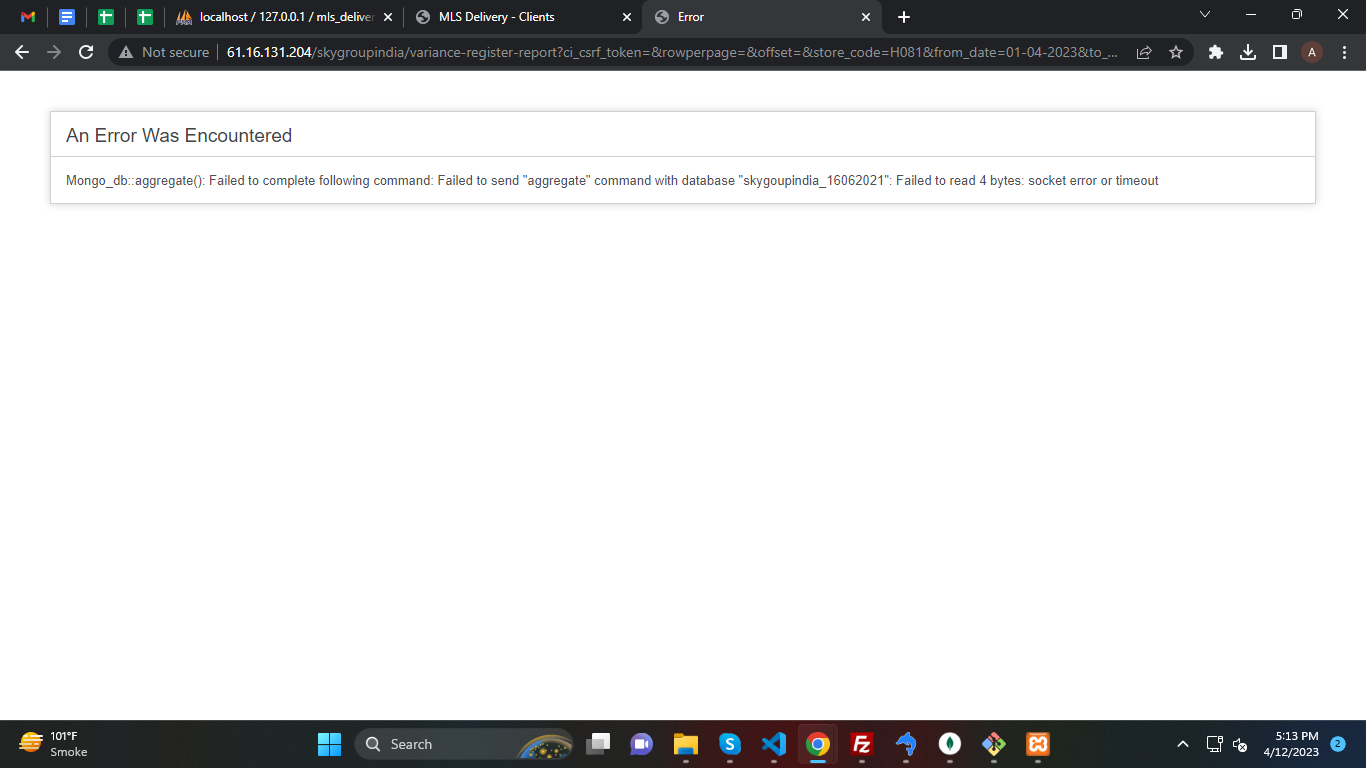 localhost / 127.0.0.1 / mls_deliver
MLS Delivery - Clients
Error
Not secure
61.16.131.204/skygroupindia/variance-register-report?ci_csrf_token=&rowperpage=&offset=&store_code=H081&from_date=01-04-2023&to_...
A
An Error Was Encountered
Mongo_db::aggregate(): Failed to complete following command: Failed to send "aggregate" command with database "skygoupindia_16062021": Failed to read 4 bytes: socket error or timeout
101°F
Smoke
Search
5:13 PM
4/12/2023
2